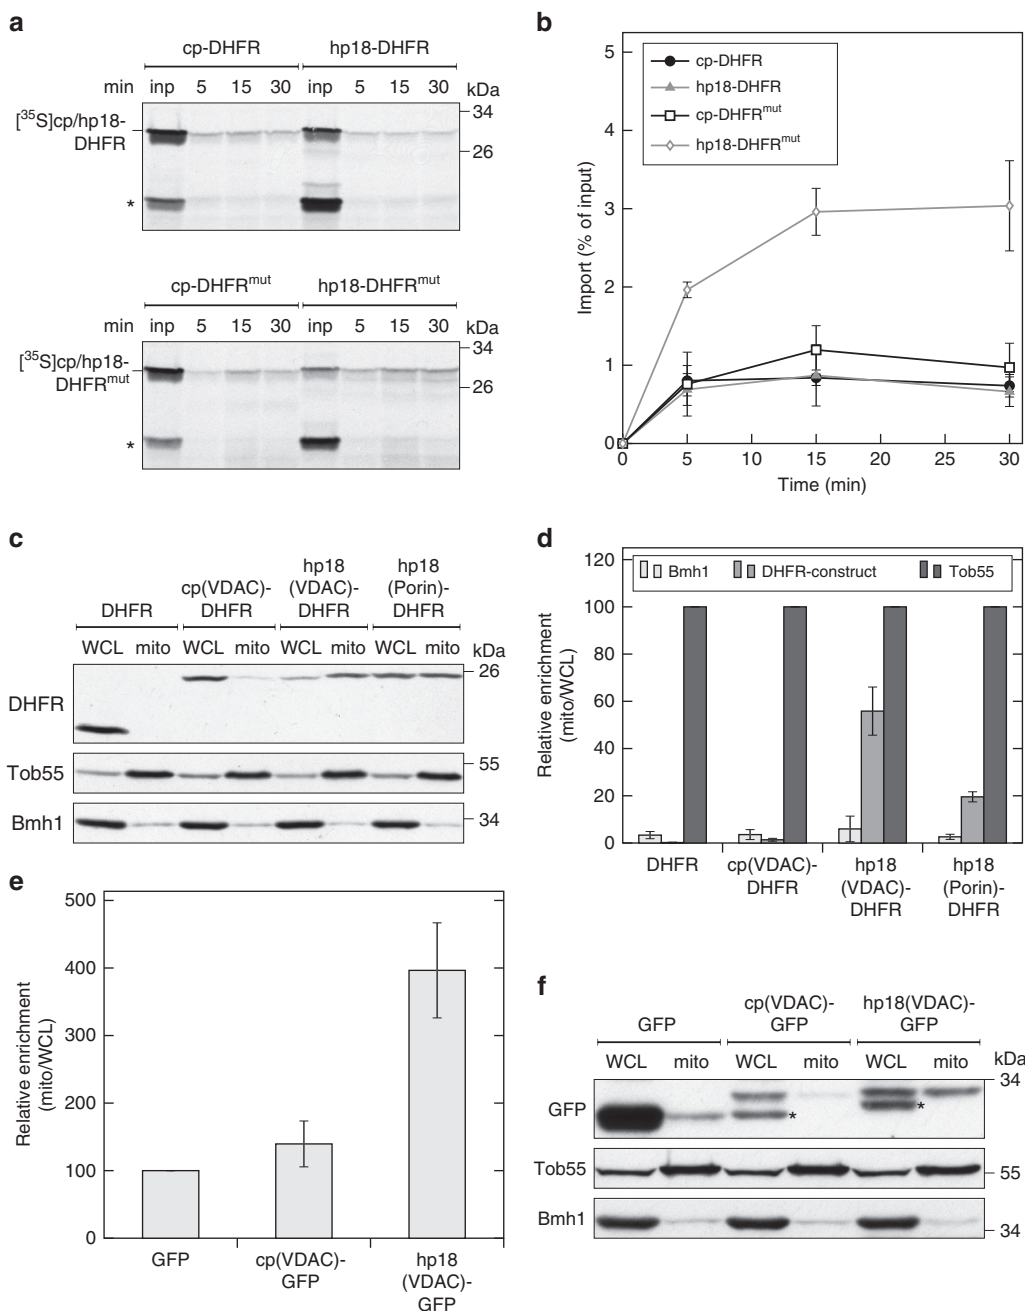 a
cp-DHFR hp18-DHFR
min inp 5 15 30 inp 5 15 30 kDa
[35S]cp/hp18-
DHFR
34
26
*
cp-DHFRmut hp18-DHFRmut
min inp 5 15 30 inp 5 15 30 kDa
[35S]cp/hp18-
DHFRmut
34
26
*
b
5
4
3
2
1
0
Import (% of input)
cp-DHFR
hp18-DHFR
cp-DHFRmut
hp18-DHFRmut
0 5 10 15 20 25 30
Time (min)
c
DHFR
cp(VDAC)-
DHFR
hp18
(VDAC)-
DHFR
hp18
(Porin)-
DHFR
WCL mito WCL mito WCL mito WCL mito kDa
DHFR
26
Tob55
55
Bmh1
34
d
120
100
80
60
40
20
0
Relative enrichment
(mito/WCL)
Bmh1 DHFR-construct Tob55
DHFR
cp(VDAC)-
DHFR
hp18
(VDAC)-
DHFR
hp18
(Porin)-
DHFR
e
500
400
300
200
100
0
Relative enrichment
(mito/WCL)
GFP
cp(VDAC)-
GFP
hp18
(VDAC)-
GFP
f
GFP
cp(VDAC)-
GFP
hp18(VDAC)-
GFP
WCL mito WCL mito WCL mito kDa
GFP
*
*
34
Tob55
55
Bmh1
34